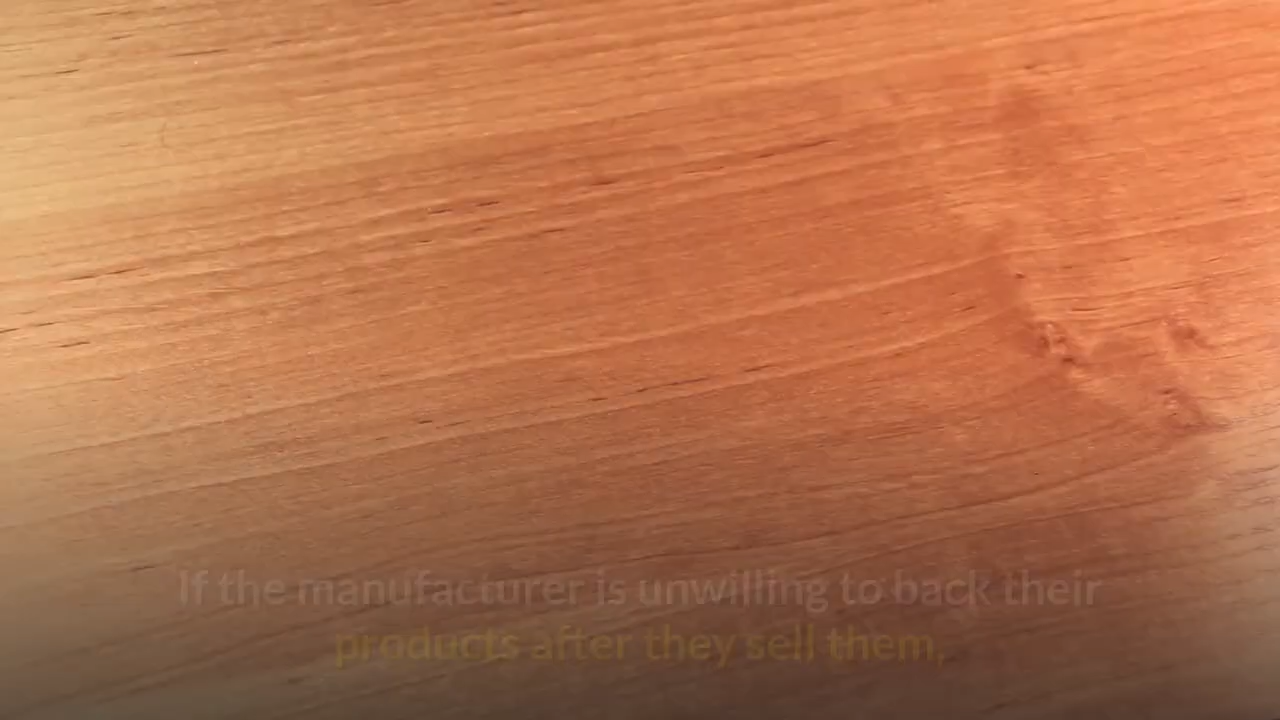 If the manufacturer is unwilling to back their
products after they sell them,